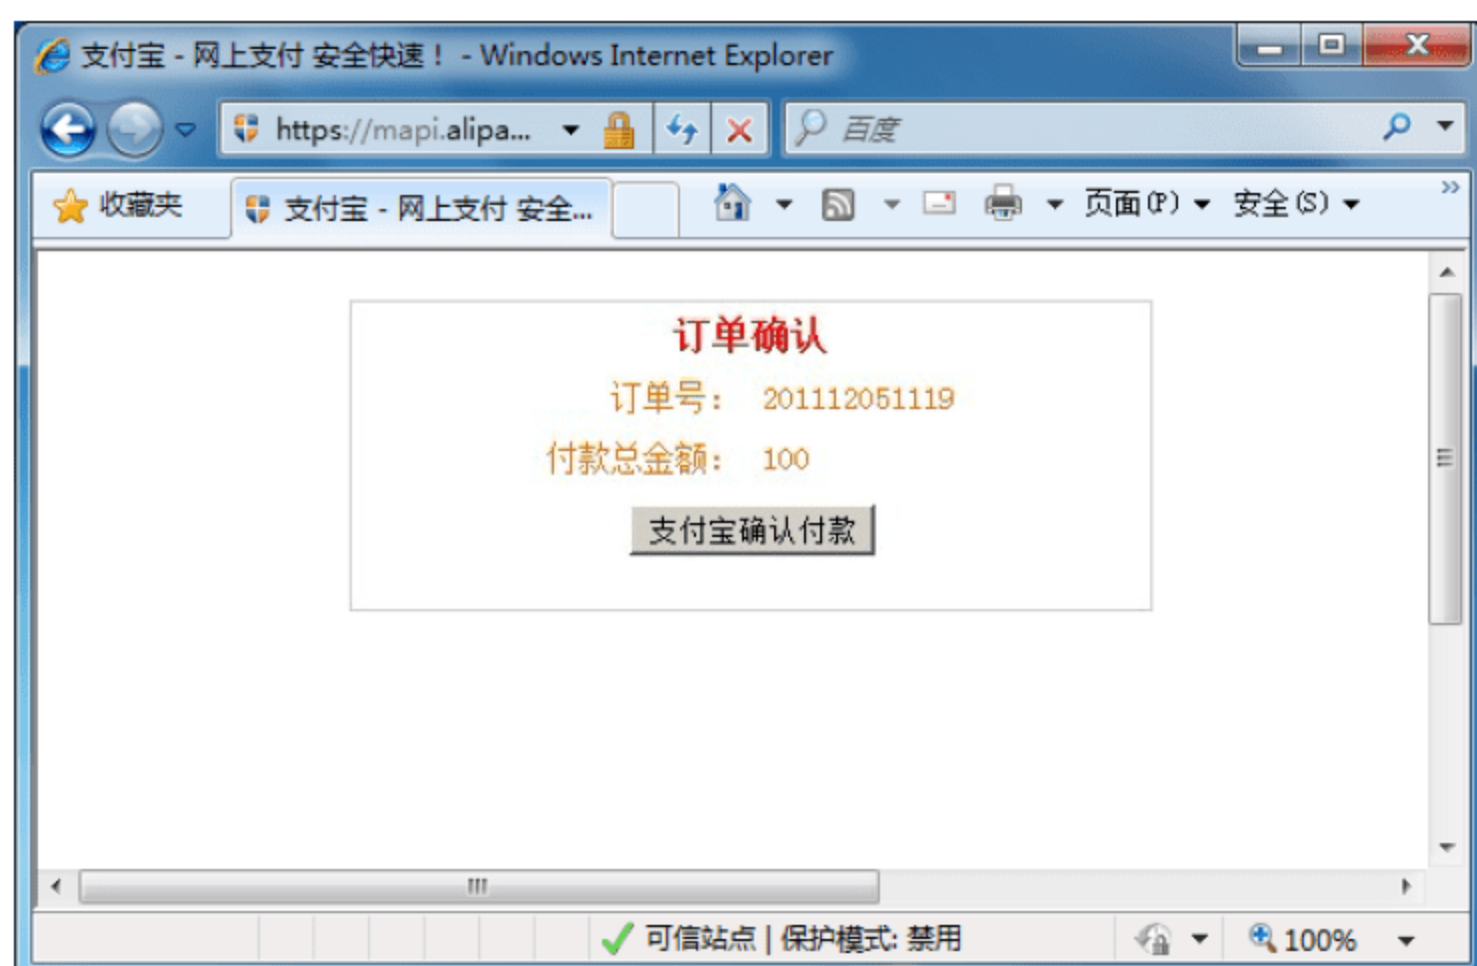 支付宝 - 网上支付 安全快速！ - Windows Internet Explorer
https://mapi.alipa... 百度
收藏夹 支付宝 - 网上支付 安全... 页面(P) 安全(S) »
订单确认
订单号： 201112051119
付款总金额： 100
支付宝确认付款
可信站点 | 保护模式: 禁用 100%